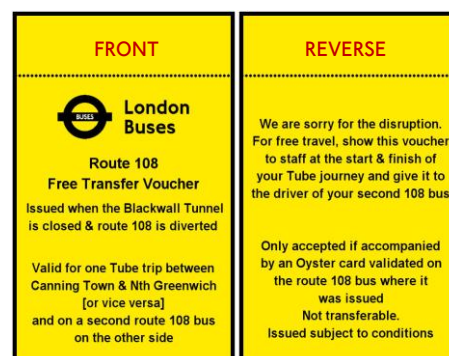 FRONT
BUSES
London
Buses
Route 108
Free Transfer Voucher
Issued when the Blackwall Tunnel
is closed & route 108 is diverted
Valid for one Tube trip between
Canning Town & Nth Greenwich
[or vice versa]
and on a second route 108 bus
on the other side
REVERSE
We are sorry for the disruption.
For free travel, show this voucher
to staff at the start & finish of
your Tube journey and give it to
the driver of your second 108 bus
Only accepted if accompanied
by an Oyster card validated on
the route 108 bus where it
was issued
Not transferable.
Issued subject to conditions